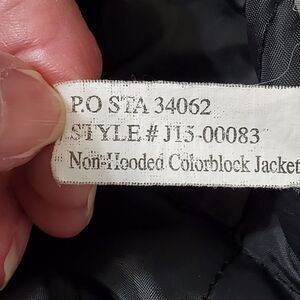 P.O STA 34062
STYLE # J15-00083
Non-Hooded Colorblock Jacket